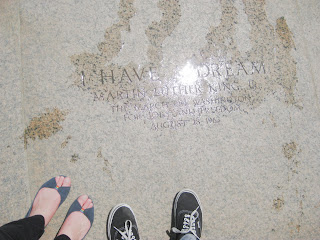 I HAVE A DREAM
MARTIN LUTHER KING, JR.
THE MARCH ON WASHINGTON
FOR JOBS AND FREEDOM
AUGUST 28, 1963